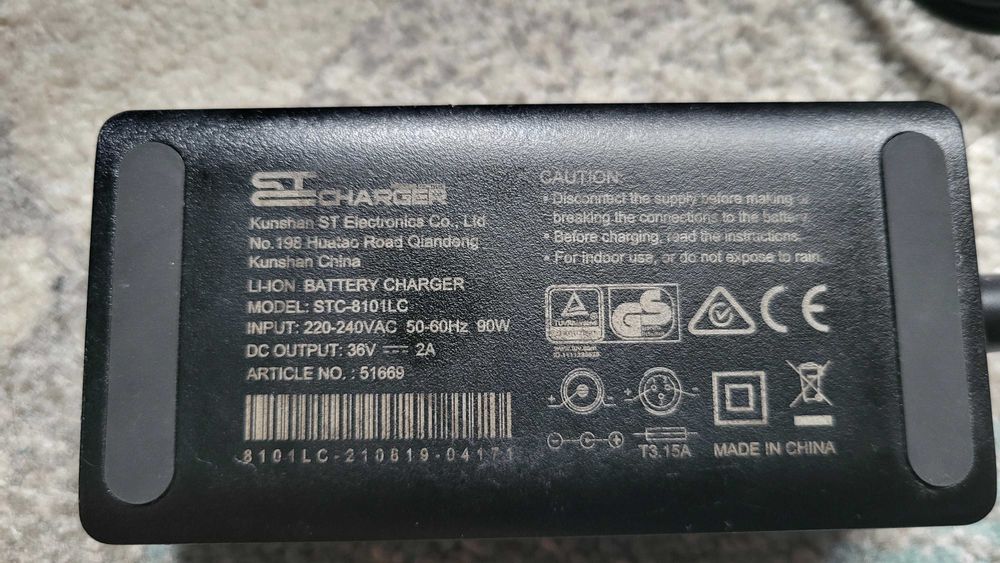 ST CHARGER
Kunshan ST Electronics Co., Ltd
No.198 Huatao Road Qiandeng
Kunshan China
LI-ION BATTERY CHARGER
MODEL: STC-8101LC
INPUT: 220-240VAC 50-60Hz 90W
DC OUTPUT: 36V 2A
ARTICLE NO. : 51669
8101LC-210819-04171
CAUTION:
• Disconnect the supply before making or
breaking the connections to the battery
• Before charging, read the instructions.
• For indoor use, or do not expose to rain.
TÜVRheinland
GS
CE
- +
- +
- +
T3.15A
MADE IN CHINA